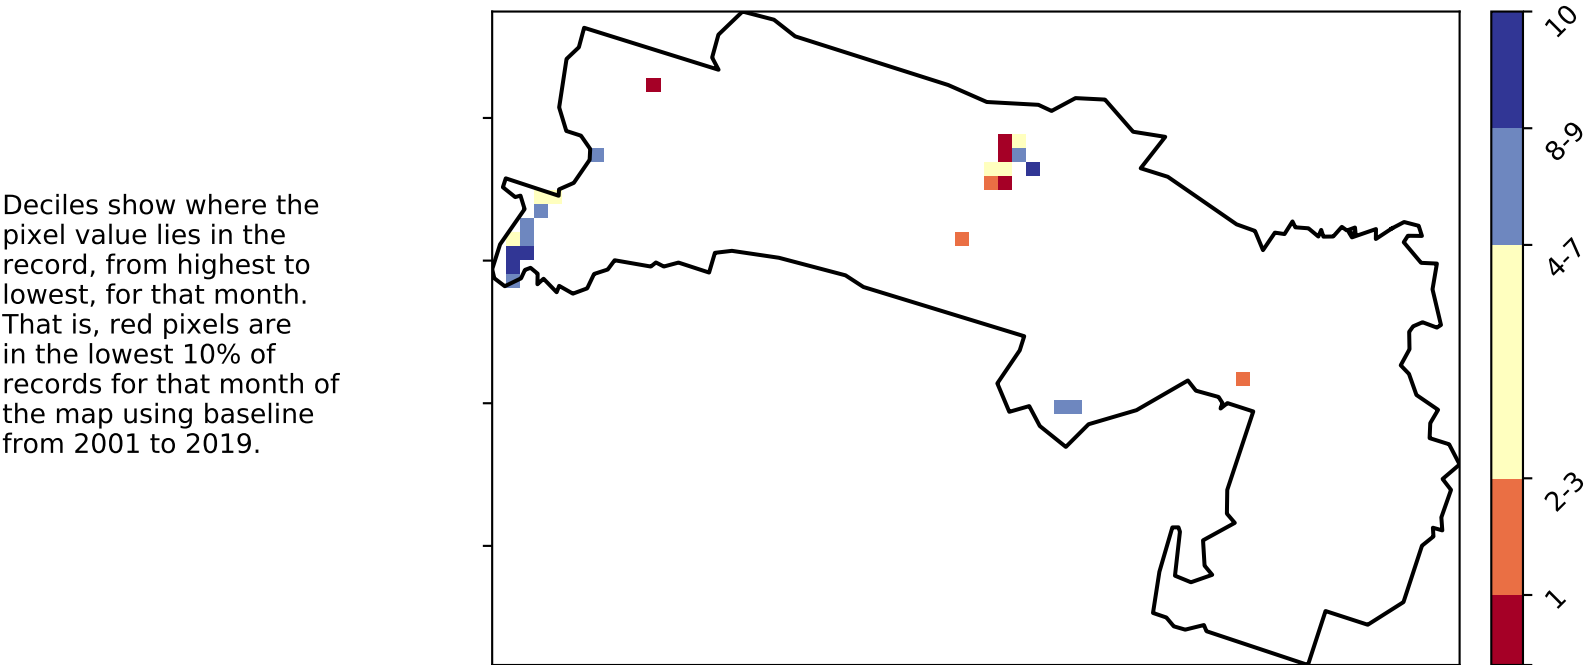 Deciles show where the
pixel value lies in the
record, from highest to
lowest, for that month.
That is, red pixels are
in the lowest 10% of
records for that month of
the map using baseline
from 2001 to 2019.
10
8-9
4-7
2-3
1